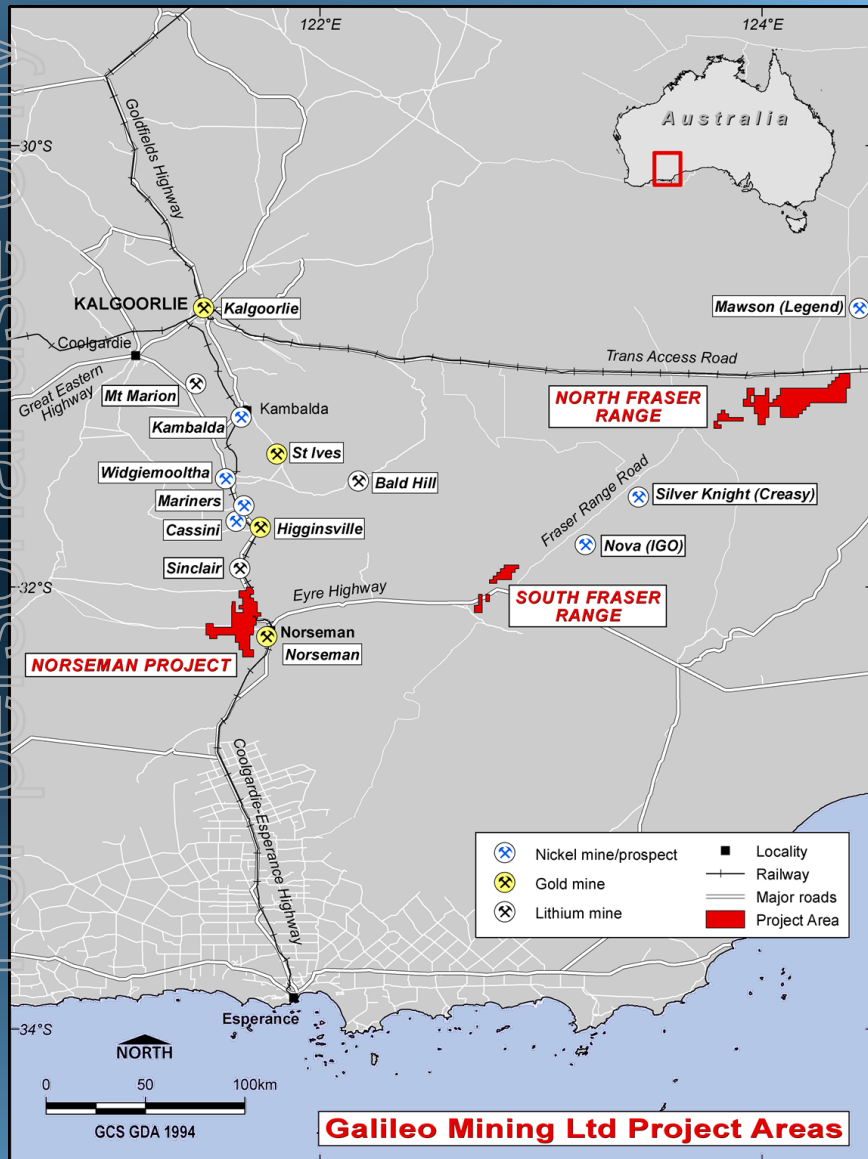 122°E
124°E
Australia
30°S
Goldfields Highway
KALGOORLIE
Kalgoorlie
Mawson (Legend)
Coolgardie
Trans Access Road
Great Eastern
Highway
Mt Marion
NORTH FRASER
RANGE
Kambalda
Kambalda
St Ives
Widgiemooltha
Bald Hill
Fraser Range Road
Silver Knight (Creasy)
Mariners
Cassini
Higginsville
Nova (IGO)
Sinclair
32°S
Eyre Highway
SOUTH FRASER
RANGE
Norseman
Norseman
NORSEMAN PROJECT
Coolgardie-Esperance Highway
Nickel mine/prospect
Gold mine
Lithium mine
Locality
Railway
Major roads
Project Area
Esperance
34°S
NORTH
0 50 100km
GCS GDA 1994
Galileo Mining Ltd Project Areas
For personal use only